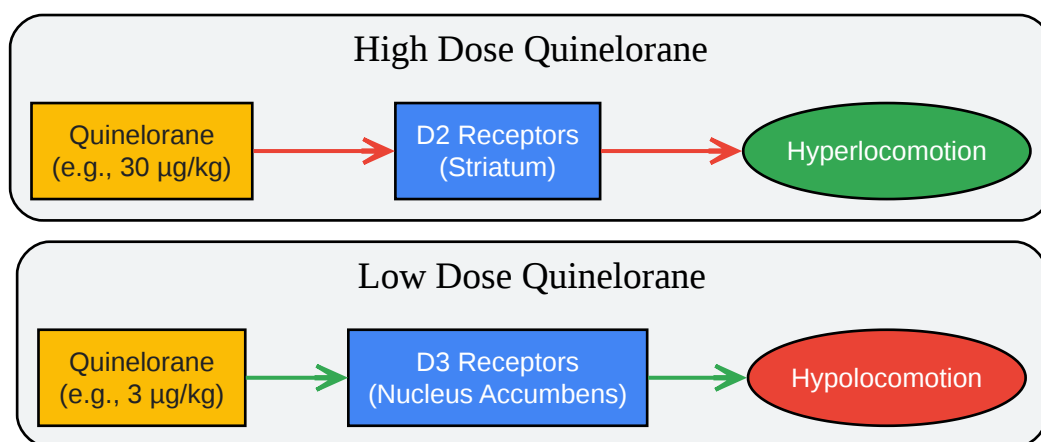 High Dose Quinelorane
Quinelorane
(e.g., 30 µg/kg)
D2 Receptors
(Striatum)
Hyperlocomotion
Low Dose Quinelorane
Quinelorane
(e.g., 3 µg/kg)
D3 Receptors
(Nucleus Accumbens)
Hypolocomotion